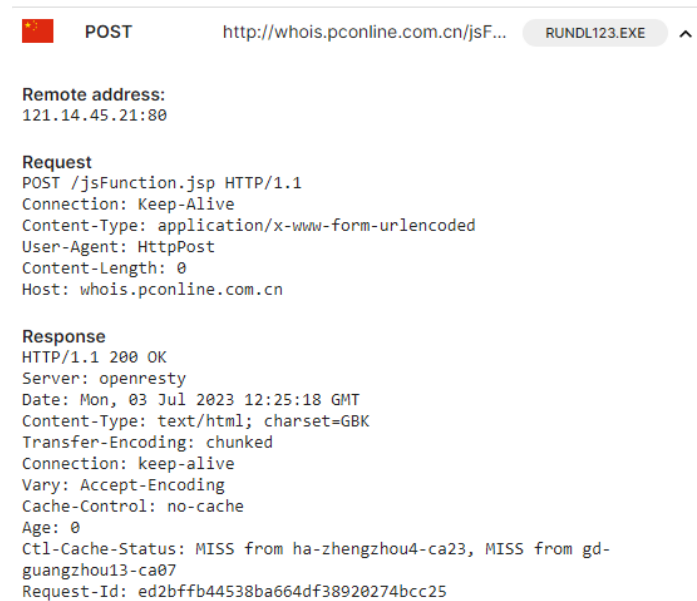 POST http://whois.pconline.com.cn/jsF... RUNDL123.EXE
Remote address:
121.14.45.21:80
Request
POST /jsFunction.jsp HTTP/1.1
Connection: Keep-Alive
Content-Type: application/x-www-form-urlencoded
User-Agent: HttpPost
Content-Length: 0
Host: whois.pconline.com.cn
Response
HTTP/1.1 200 OK
Server: openresty
Date: Mon, 03 Jul 2023 12:25:18 GMT
Content-Type: text/html; charset=GBK
Transfer-Encoding: chunked
Connection: keep-alive
Vary: Accept-Encoding
Cache-Control: no-cache
Age: 0
Ctl-Cache-Status: MISS from ha-zhengzhou4-ca23, MISS from gd-
guangzhou13-ca07
Request-Id: ed2bffb44538ba664df38920274bcc25